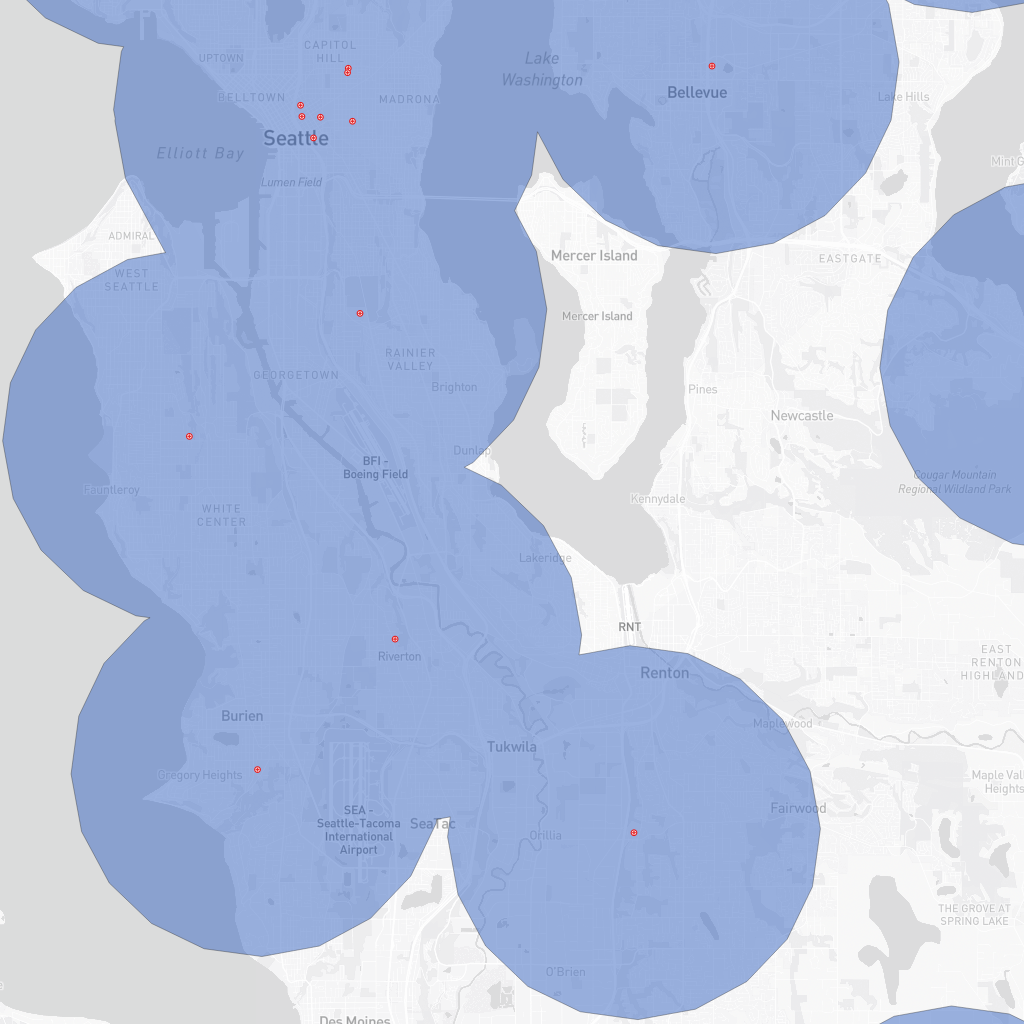 CAPITOL
HILL
UPTOWN
Lake
Washington
BELLTOWN
MADRONA
Bellevue
Lake Hills
Seattle
Elliott Bay
Lumen Field
ADMIRAL
Mercer Island
EASTGATE
WEST
SEATTLE
Mercer Island
RAINIER
VALLEY
GEORGETOWN
Brighton
Pines
Newcastle
Dunlap
BFI -
Boeing Field
Cougar Mountain
Regional Wildland Park
Fauntleroy
Kennydale
WHITE
CENTER
Lakeridge
RNT
Riverton
Renton
EAST
RENTON
HIGHLAND
Burien
Maplewood
Tukwila
Gregory Heights
Maple Val
Heights
SEA -
Seattle-Tacoma
International
Airport
SeaTac
Fairwood
Orillia
THE GROVE AT
SPRING LAKE
O'Brien
Des Moines